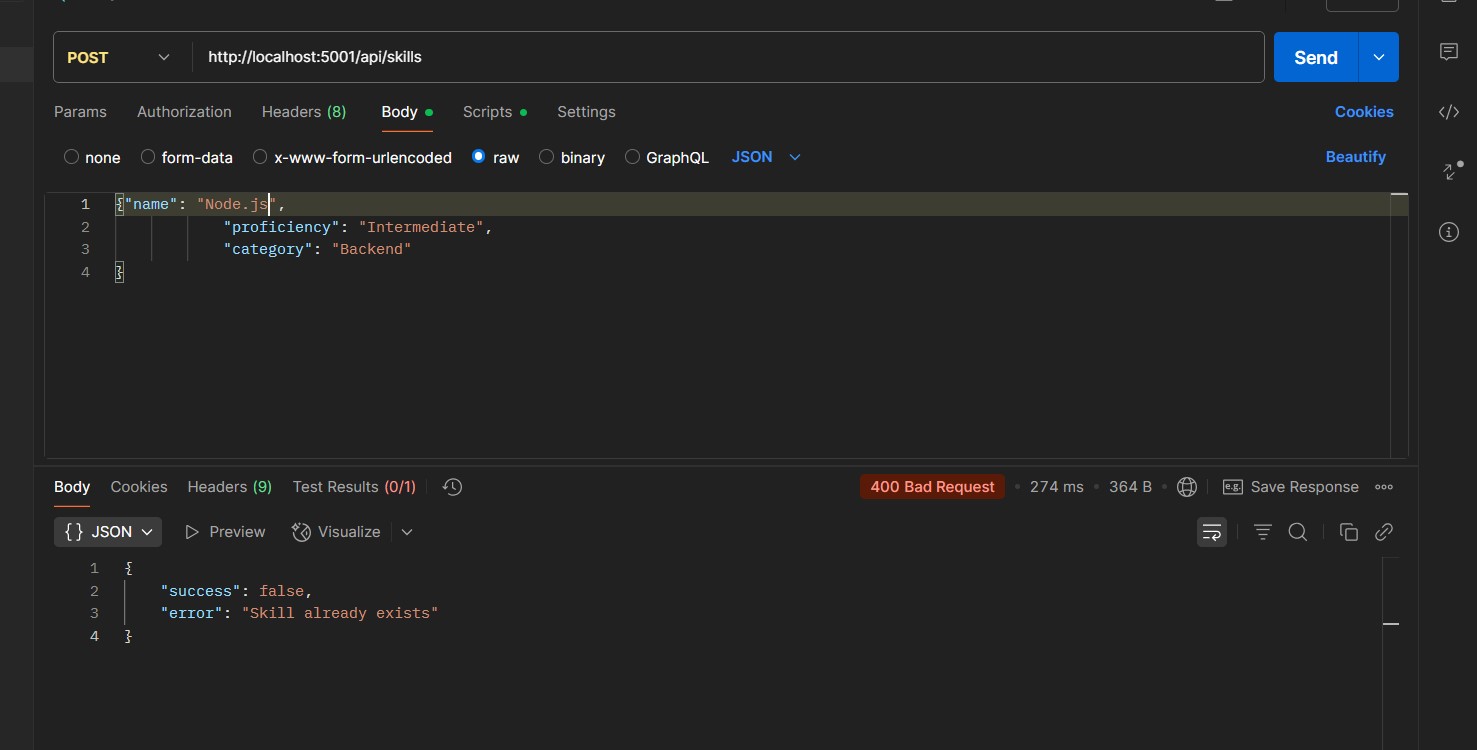 POST http://localhost:5001/api/skills Send
Params Authorization Headers (8) Body Scripts Settings Cookies
none form-data x-www-form-urlencoded raw binary GraphQL JSON Beautify
1 {"name": "Node.js",
2 "proficiency": "Intermediate",
3 "category": "Backend"
4 }
Body Cookies Headers (9) Test Results (0/1) 400 Bad Request 274 ms 364 B e.g. Save Response
{} JSON Preview Visualize
1 {
2 "success": false,
3 "error": "Skill already exists"
4 }